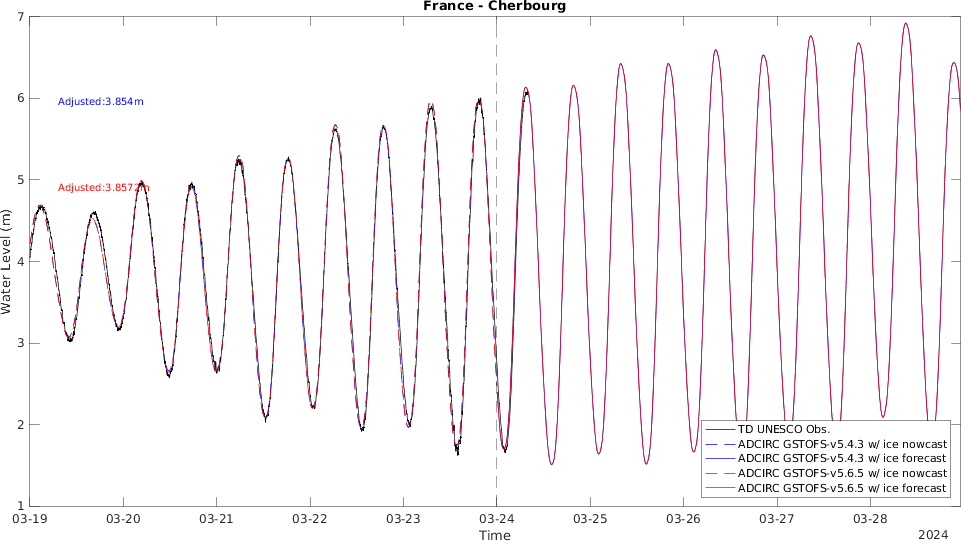 France - Cherbourg
7
6
5
4
3
2
1
Water Level (m)
Adjusted:3.854m
Adjusted:3.8572m
TD UNESCO Obs.
ADCIRC GSTOFS-v5.4.3 w/ ice nowcast
ADCIRC GSTOFS-v5.4.3 w/ ice forecast
ADCIRC GSTOFS-v5.6.5 w/ ice nowcast
ADCIRC GSTOFS-v5.6.5 w/ ice forecast
03-19 03-20 03-21 03-22 03-23 03-24 03-25 03-26 03-27 03-28
Time
2024